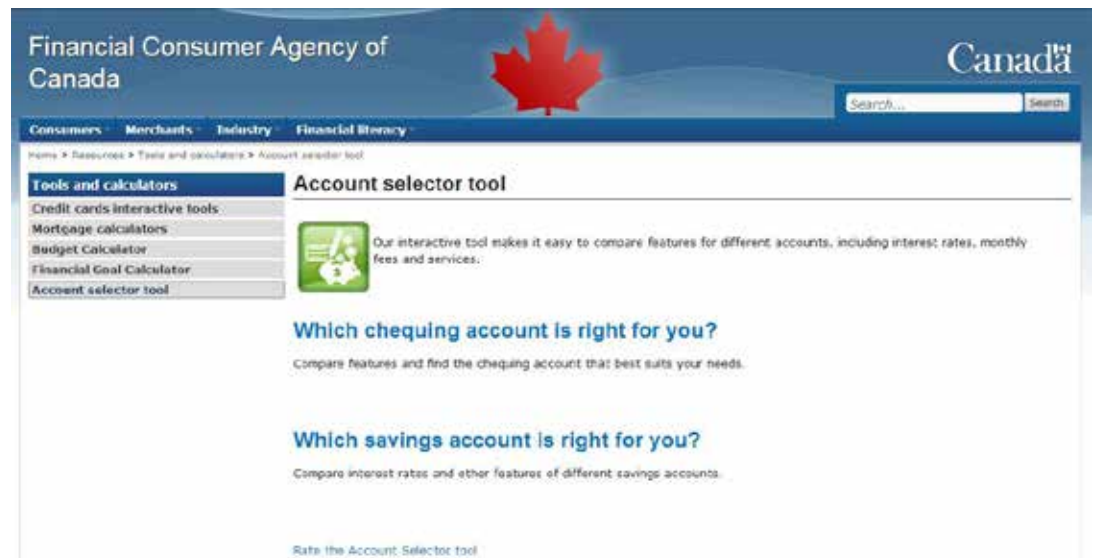 Financial Consumer Agency of
Canada
Canada
Search...
Search
Consumers
Merchants
Industry
Financial literacy
Home > Resources > Tools and calculators > Account selector tool
Tools and calculators
Credit cards interactive tools
Mortgage calculators
Budget Calculator
Financial Goal Calculator
Account selector tool
Account selector tool
Our interactive tool makes it easy to compare features for different accounts, including interest rates, monthly
fees and services.
Which chequing account is right for you?
Compare features and find the chequing account that best suits your needs.
Which savings account is right for you?
Compare interest rates and other features of different savings accounts.
Rate the Account Selector tool